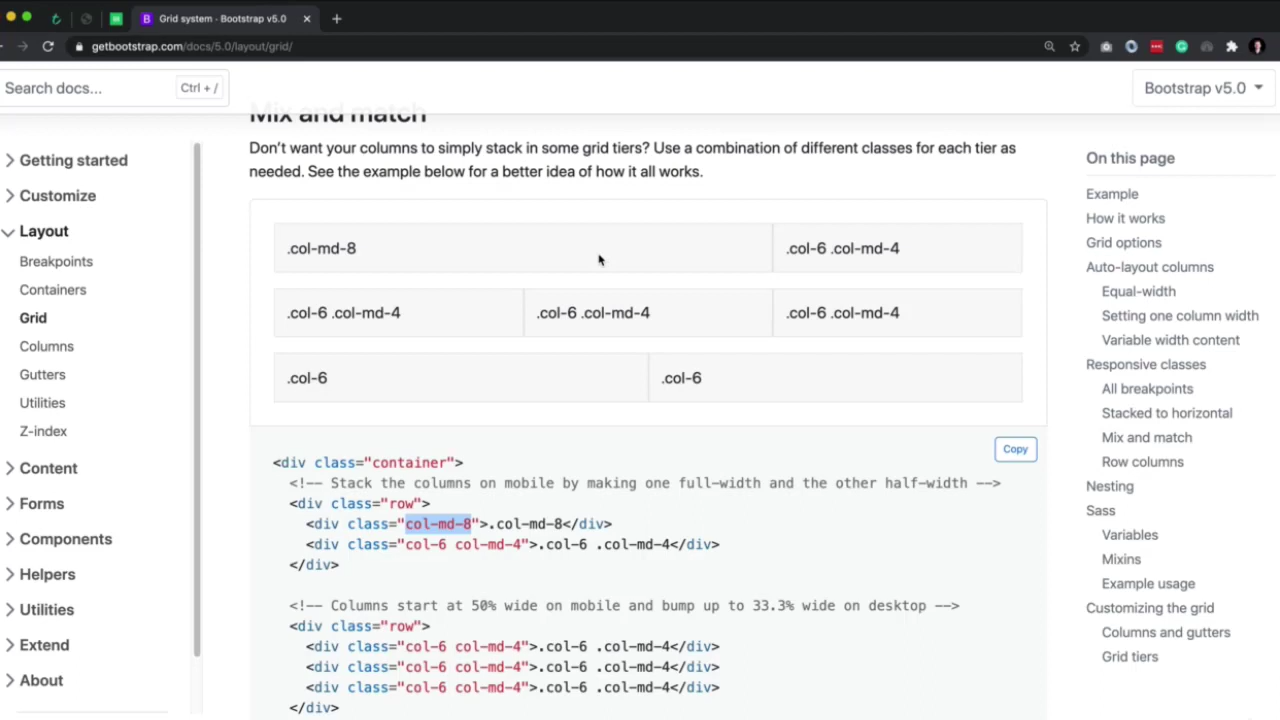 Grid system · Bootstrap v5.0
getbootstrap.com/docs/5.0/layout/grid/
Search docs...
Ctrl + /
Bootstrap v5.0
Getting started
Customize
Layout
Breakpoints
Containers
Grid
Columns
Gutters
Utilities
Z-index
Content
Forms
Components
Helpers
Utilities
Extend
About
Mix and match
Don't want your columns to simply stack in some grid tiers? Use a combination of different classes for each tier as
needed. See the example below for a better idea of how it all works.
.col-md-8
.col-6 .col-md-4
.col-6 .col-md-4
.col-6 .col-md-4
.col-6 .col-md-4
.col-6
.col-6
Copy
<div class="container">
<!-- Stack the columns on mobile by making one full-width and the other half-width -->
<div class="row">
<div class="col-md-8">.col-md-8</div>
<div class="col-6 col-md-4">.col-6 .col-md-4</div>
</div>
<!-- Columns start at 50% wide on mobile and bump up to 33.3% wide on desktop -->
<div class="row">
<div class="col-6 col-md-4">.col-6 .col-md-4</div>
<div class="col-6 col-md-4">.col-6 .col-md-4</div>
<div class="col-6 col-md-4">.col-6 .col-md-4</div>
</div>
On this page
Example
How it works
Grid options
Auto-layout columns
Equal-width
Setting one column width
Variable width content
Responsive classes
All breakpoints
Stacked to horizontal
Mix and match
Row columns
Nesting
Sass
Variables
Mixins
Example usage
Customizing the grid
Columns and gutters
Grid tiers